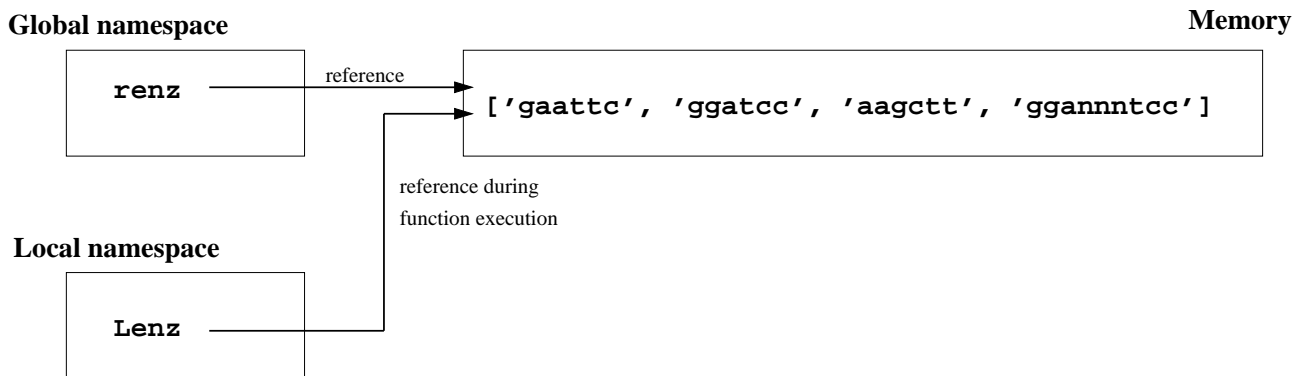 Global namespace
Memory
renz
reference
[’gaattc’, ’ggatcc’, ’aagctt’, ’ggannntcc’]
reference during
function execution
Local namespace
Lenz